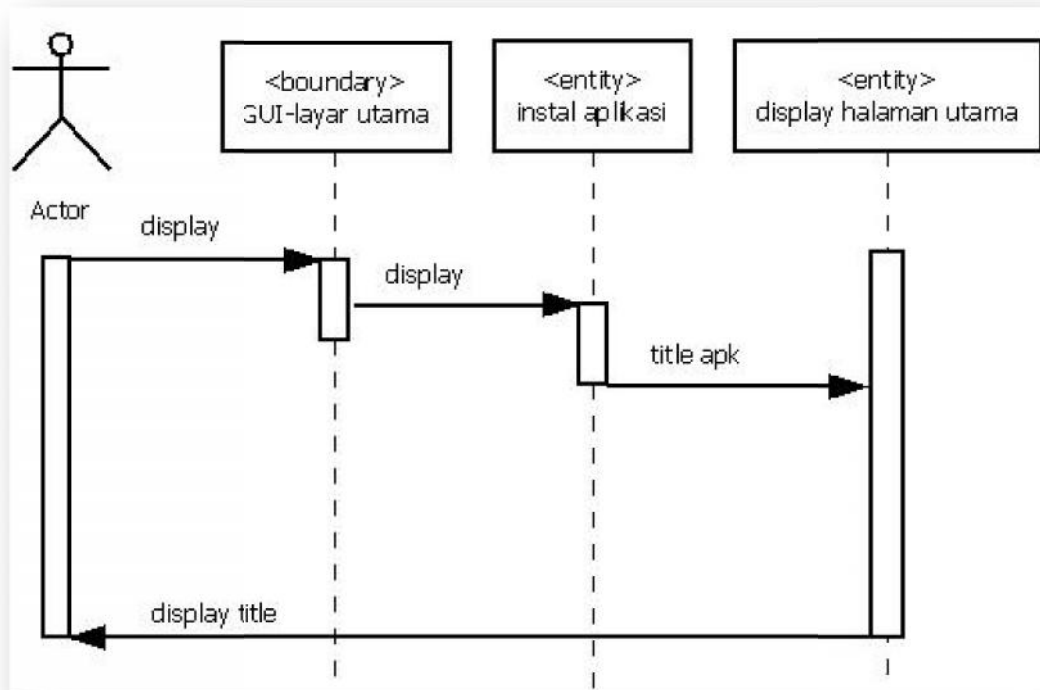 <boundary>
GUI-layar utama
<entity>
instal aplikasi
<entity>
display halaman utama
Actor
display
display
title apk
display title